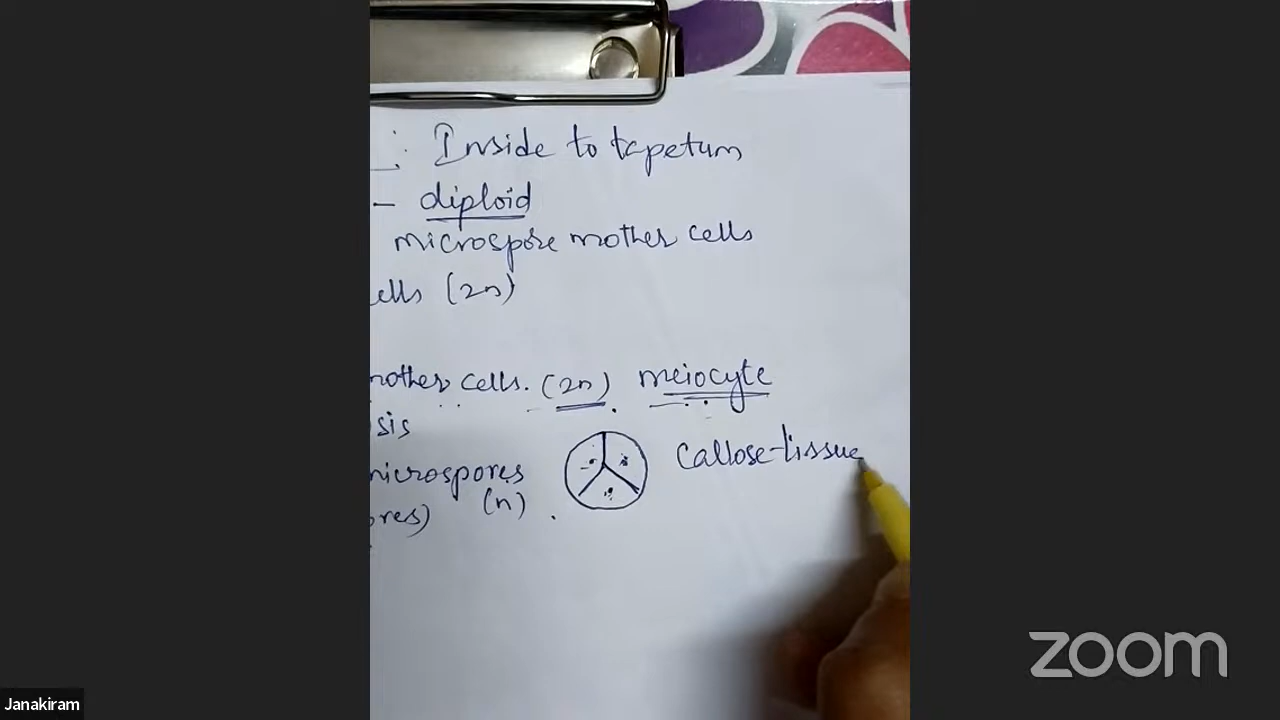 : Inside to tapetum
- diploid
microspore mother cells
cells (2n)
mother cells. (2n) meiocyte
sis
microspores
(n)
ores)
Callose-tissue
zoom
Janakiram